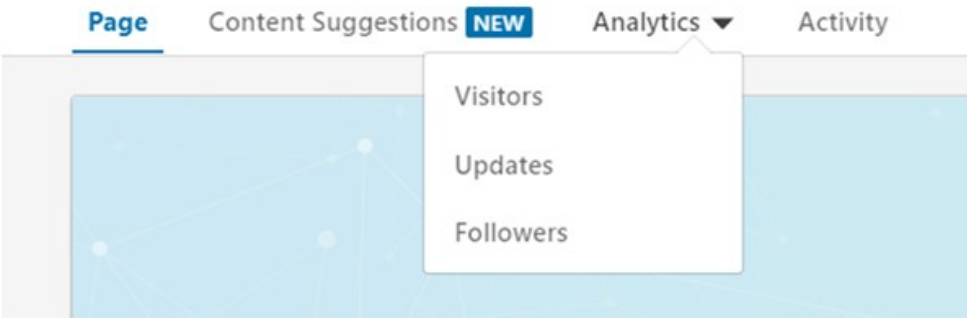 Page Content Suggestions NEW Analytics Activity
Visitors
Updates
Followers